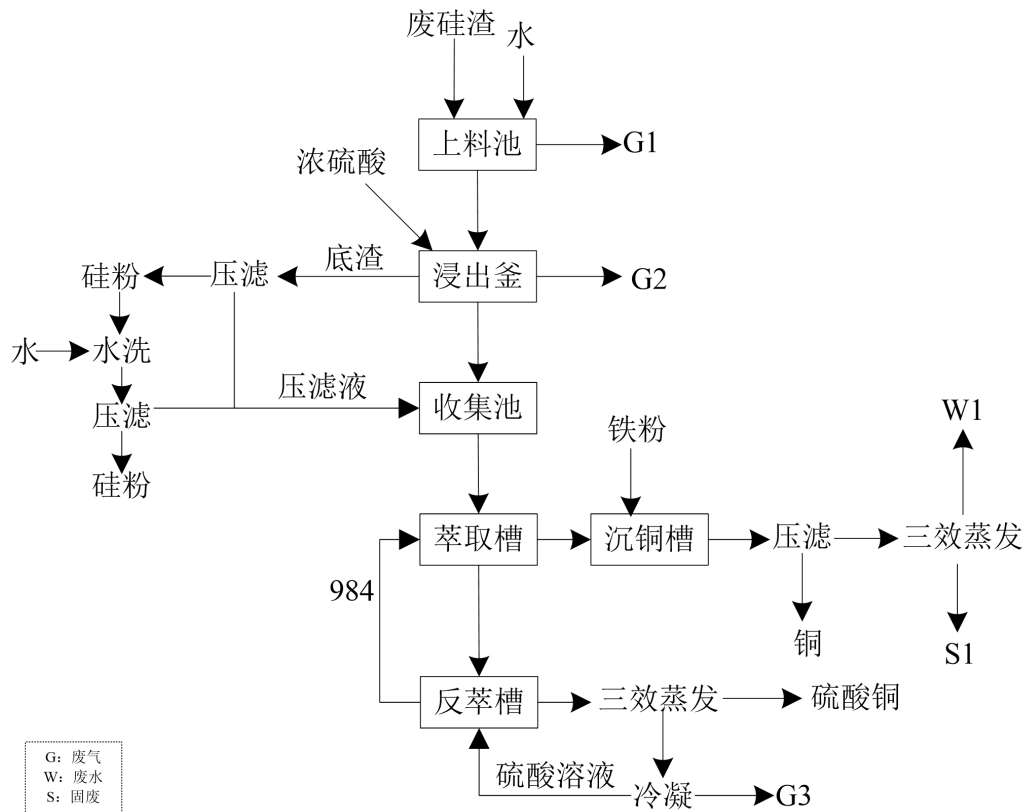 废硅渣
水
上料池
G1
浓硫酸
底渣
浸出釜
G2
压滤
硅粉
水
水洗
压滤
压滤液
收集池
硅粉
铁粉
W1
萃取槽
沉铜槽
压滤
三效蒸发
984
铜
S1
反萃槽
三效蒸发
硫酸铜
硫酸溶液
冷凝
G3
G：废气
W：废水
S：固废